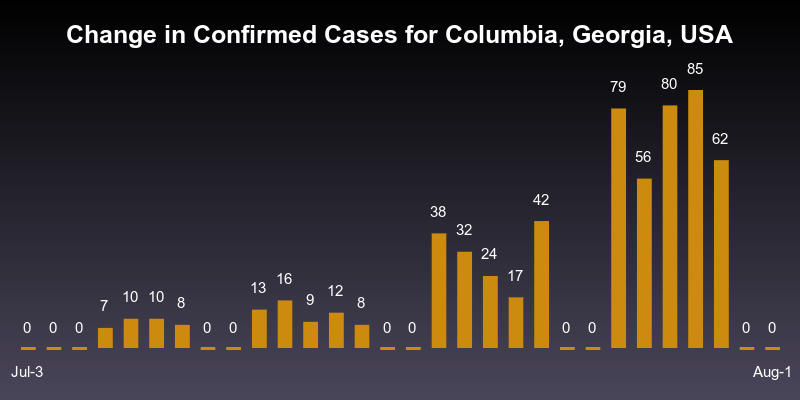 Change in Confirmed Cases for Columbia, Georgia, USA
0 0 0 7 10 10 8 0 0 13 16 9 12 8 0 0 38 32 24 17 42 0 0 79 56 80 85 62 0 0
Jul-3 Aug-1